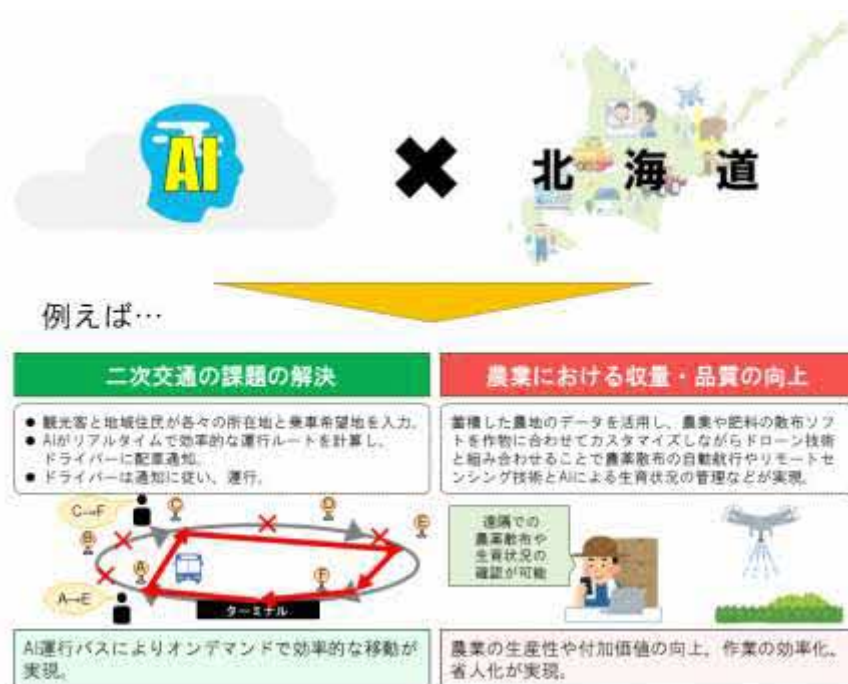 AI
北海道
例えば…
二次交通の課題の解決
● 観光客と地域住民が各々の所在地と乗車希望地を入力。
● AIがリアルタイムで効率的な運行ルートを計算し、
ドライバーに配車通知。
● ドライバーは通知に従い、運行。
C→F
C
D
E
B
A
F
A→E
ターミナル
AI運行バスによりオンデマンドで効率的な移動が
実現。
農業における収量・品質の向上
蓄積した農地のデータを活用し、農薬や肥料の散布ソフ
トを作物に合わせてカスタマイズしながらドローン技術
と組み合わせることで農薬散布の自動航行やリモートセ
ンシング技術とAIによる生育状況の管理などが実現。
遠隔での
農薬散布や
生育状況の
確認が可能
農業の生産性や付加価値の向上、作業の効率化、
省人化が実現。